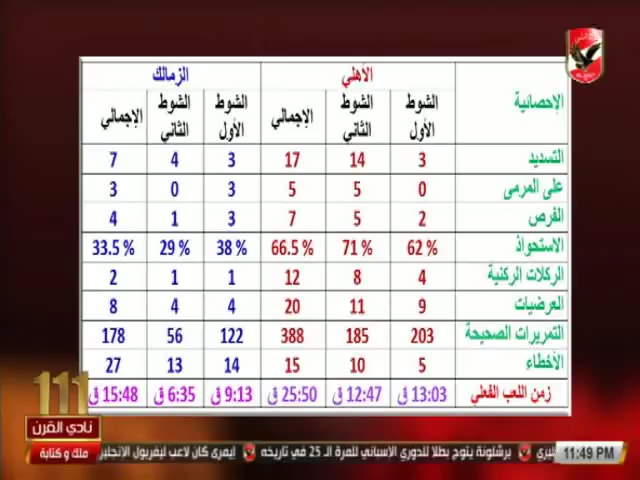 الأهلي الزمالك
الإحصائية الشوط الأول الشوط الثاني الإجمالي الشوط الأول الشوط الثاني الإجمالي
التسديد 3 14 17 3 4 7
على المرمى 0 5 5 3 0 3
الفرص 2 5 7 3 1 4
الاستحواذ 62 % 71 % 66.5 % 38 % 29 % 33.5 %
الركلات الركنية 4 8 12 1 1 2
العرضيات 9 11 20 4 4 8
التمريرات الصحيحة 203 185 388 122 56 178
الأخطاء 5 10 15 14 13 27
زمن اللعب الفعلي 13:03 ق 12:47 ق 25:50 ق 9:13 ق 6:35 ق 15:48 ق
111
نادي القرن
ملك و كتابة
برشلونة يتوج بطلا للدوري الاسباني للمرة الـ 25 في تاريخه إيمرى كان لاعب ليفربول الانجليز
11:49 PM